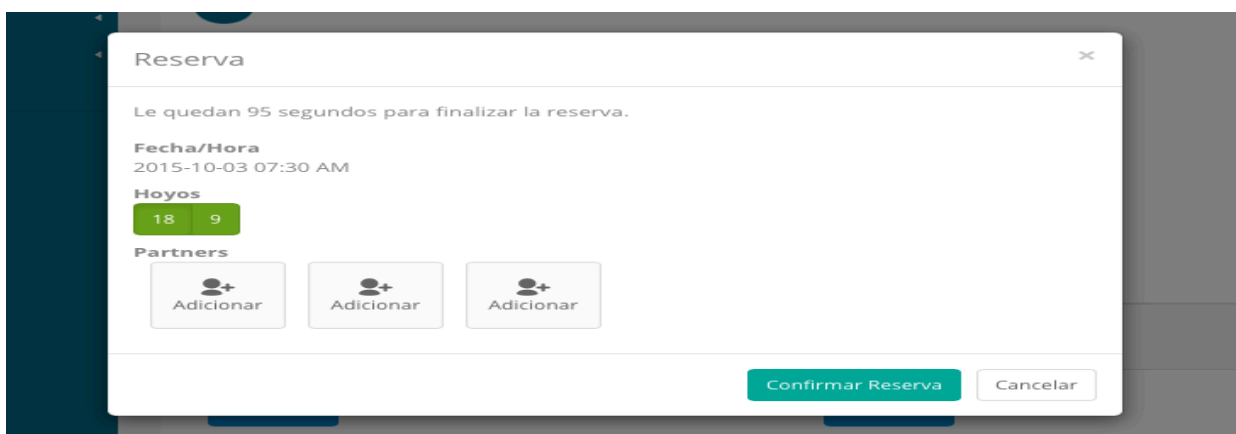 Reserva ×
Le quedan 95 segundos para finalizar la reserva.
Fecha/Hora
2015-10-03 07:30 AM
Hoyos
18 9
Partners
Adicionar Adicionar Adicionar
Confirmar Reserva Cancelar